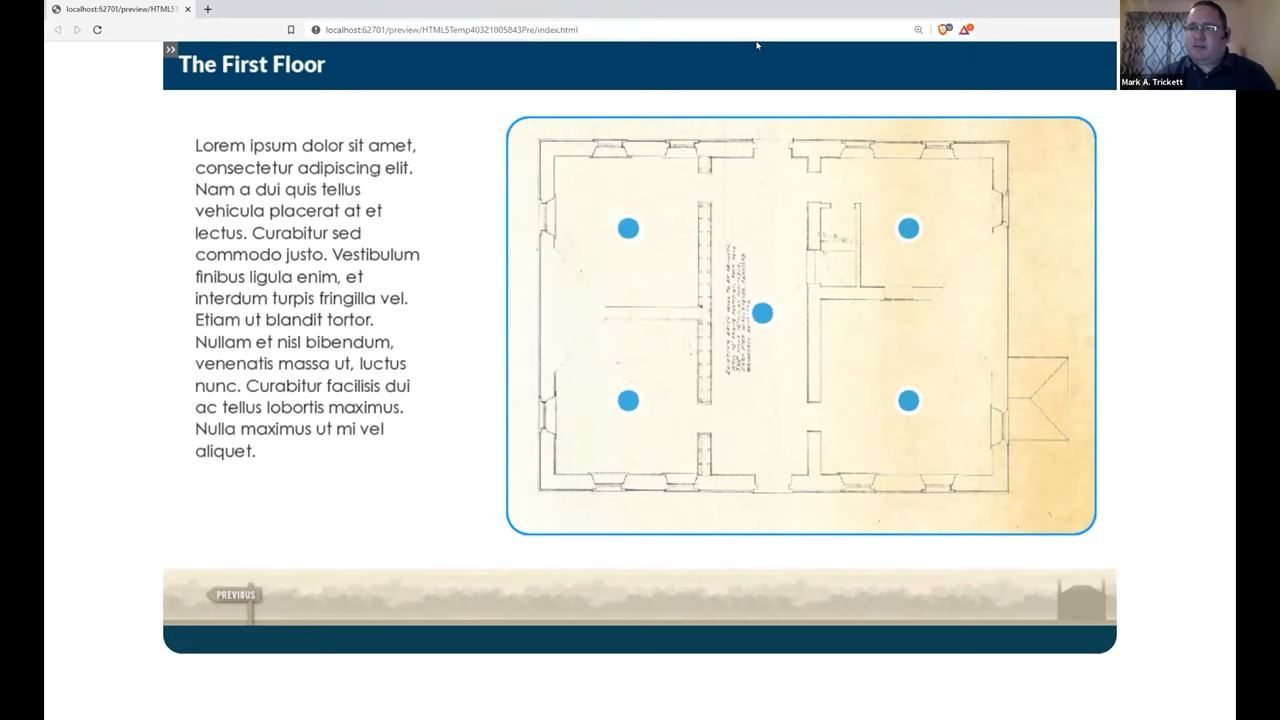 localhost:62701/preview/HTML5T
localhost:62701/preview/HTML5Temp40321805843Pre/index.html
Mark A. Trickett
The First Floor
Lorem ipsum dolor sit amet,
consectetur adipiscing elit.
Nam a dui quis tellus
vehicula placerat at et
lectus. Curabitur sed
commodo justo. Vestibulum
finibus ligula enim, et
interdum turpis fringilla vel.
Etiam ut blandit tortor.
Nullam et nisl bibendum,
venenatis massa ut, luctus
nunc. Curabitur facilisis dui
ac tellus lobortis maximus.
Nulla maximus ut mi vel
aliquet.
PREVIOUS